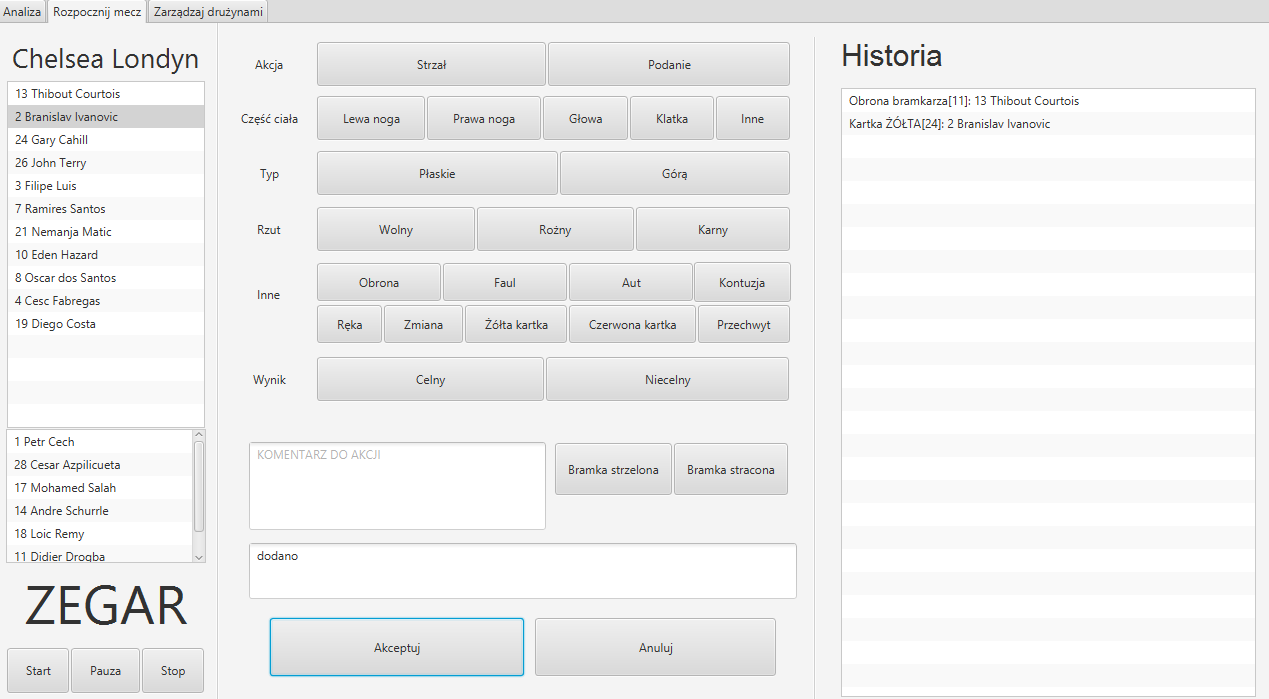 Analiza
Rozpocznij mecz
Zarządzaj drużynami
Chelsea Londyn
13 Thibout Courtois
2 Branislav Ivanovic
24 Gary Cahill
26 John Terry
3 Filipe Luis
7 Ramires Santos
21 Nemanja Matic
10 Eden Hazard
8 Oscar dos Santos
4 Cesc Fabregas
19 Diego Costa
1 Petr Cech
28 Cesar Azpilicueta
17 Mohamed Salah
14 Andre Schurrle
18 Loic Remy
11 Didier Drogba
ZEGAR
Start
Pauza
Stop
Akcja
Strzał
Podanie
Część ciała
Lewa noga
Prawa noga
Głowa
Klatka
Inne
Typ
Płaskie
Górą
Rzut
Wolny
Rożny
Karny
Inne
Obrona
Faul
Aut
Kontuzja
Ręka
Zmiana
Żółta kartka
Czerwona kartka
Przechwyt
Wynik
Celny
Niecelny
KOMENTARZ DO AKCJI
Bramka strzelona
Bramka stracona
dodano
Akceptuj
Anuluj
Historia
Obrona bramkarza[11]: 13 Thibout Courtois
Kartka ŻÓŁTA[24]: 2 Branislav Ivanovic